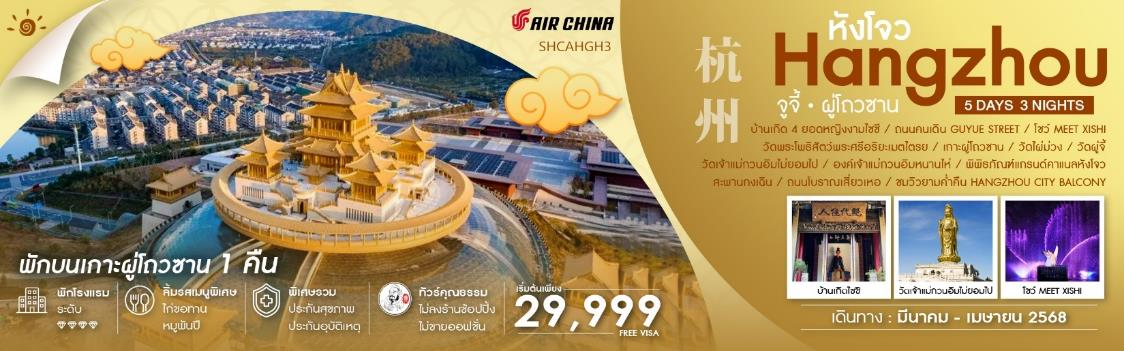 AIR CHINA
SHCAHGH3
杭州
หังโจว
Hangzhou
จูจี้ • ผู่โถวซาน
5 DAYS 3 NIGHTS
บ้านเกิด 4 ยอดหญิงงามไซซี / ถนนคนเดิน GUYUE STREET / โชว์ MEET XISHI
วัดพระโพธิสัตว์พระศรีอริยะเมตไตรย / เกาะผู่โถวซาน / วัดไผ่ม่วง / วัดผู่จี้
วัดเจ้าแม่กวนอิมไม่ยอมไป / องค์เจ้าแม่กวนอิมหนานไห่ / พิพิธภัณฑ์แกรนด์คาแนลหังโจว
สะพานกงเฉิน / ถนนโบราณเสี่ยวเหอ / ชมวิวยามค่ำคืน HANGZHOU CITY BALCONY
บ้านเกิดไซซี
วัดเจ้าแม่กวนอิมไม่ยอมไป
โชว์ MEET XISHI
เดินทาง : มีนาคม - เมษายน 2568
พักบนเกาะผู่โถวซาน 1 คืน
พักโรงแรม
ระดับ
ลิ้มรสเมนูพิเศษ
ไก่ขอทาน
หมูพันปี
พิเศษรวม
ประกันสุขภาพ
ประกันอุบัติเหตุ
ทัวร์คุณธรรม
ไม่ลงร้านช้อปปิ้ง
ไม่ขายออฟชั่น
เริ่มต้นเพียง
29,999
FREE VISA